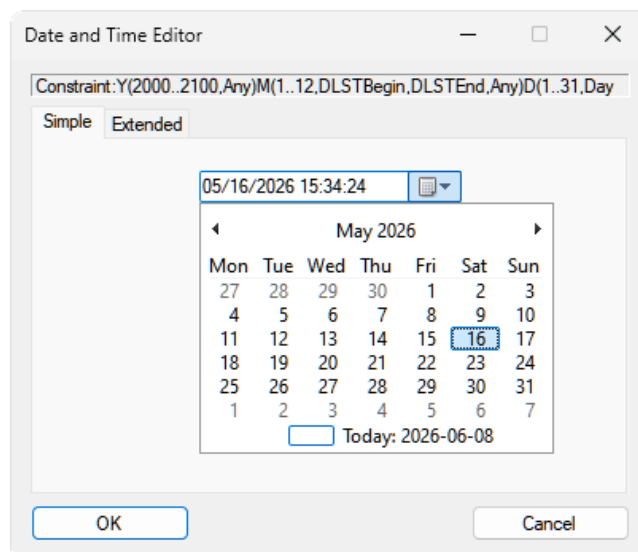 Date and Time Editor
Constraint:Y(2000..2100,Any)M(1..12,DLSTBegin,DLSTEnd,Any)D(1..31,Day
Simple Extended
05/16/2026 15:34:24
May 2026
Mon Tue Wed Thu Fri Sat Sun
27 28 29 30 1 2 3
4 5 6 7 8 9 10
11 12 13 14 15 16 17
18 19 20 21 22 23 24
25 26 27 28 29 30 31
1 2 3 4 5 6 7
Today: 2026-06-08
OK Cancel